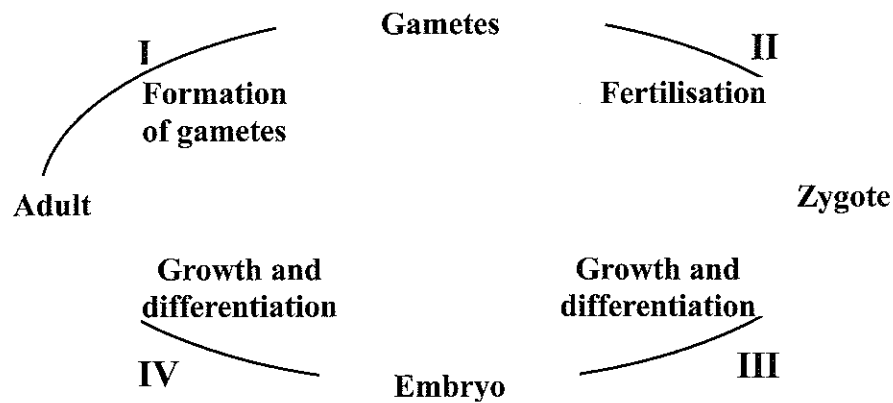 Gametes
I
II
Formation
of gametes
Fertilisation
Adult
Zygote
Growth and
differentiation
Growth and
differentiation
IV
III
Embryo